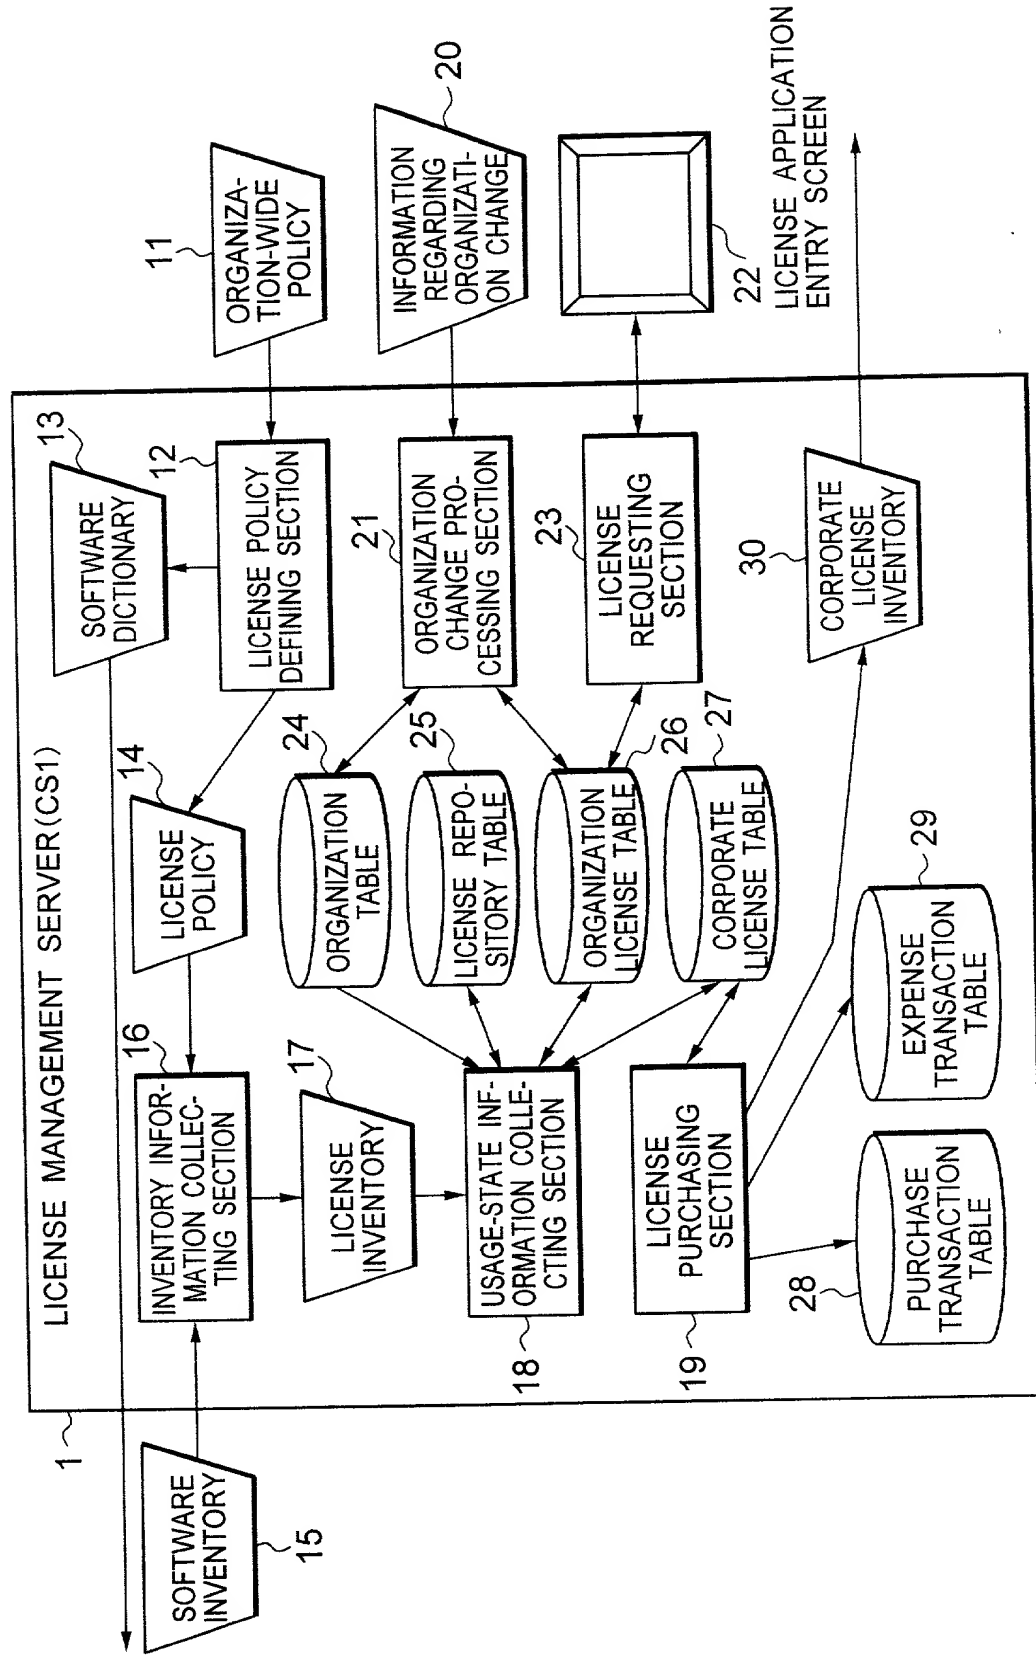 LICENSE MANAGEMENT SERVER(CS1)
1
SOFTWARE
INVENTORY
15
INVENTORY INFOR-
MATION COLLEC-
TING SECTION
16
LICENSE
POLICY
14
SOFTWARE
DICTIONARY
13
LICENSE POLICY
DEFINING SECTION
12
ORGANIZA-
TION-WIDE
POLICY
11
LICENSE
INVENTORY
17
ORGANIZATION
TABLE
24
ORGANIZATION
CHANGE PRO-
CESSING SECTION
21
INFORMATION
REGARDING
ORGANIZATI-
ON CHANGE
20
USAGE-STATE INF-
ORMATION COLLE-
CTING SECTION
18
LICENSE REPO-
SITORY TABLE
25
ORGANIZATION
LICENSE TABLE
26
LICENSE
REQUESTING
SECTION
23
22
LICENSE APPLICATION
ENTRY SCREEN
LICENSE
PURCHASING
SECTION
19
CORPORATE
LICENSE TABLE
27
CORPORATE
LICENSE
INVENTORY
30
PURCHASE
TRANSACTION
TABLE
28
EXPENSE
TRANSACTION
TABLE
29